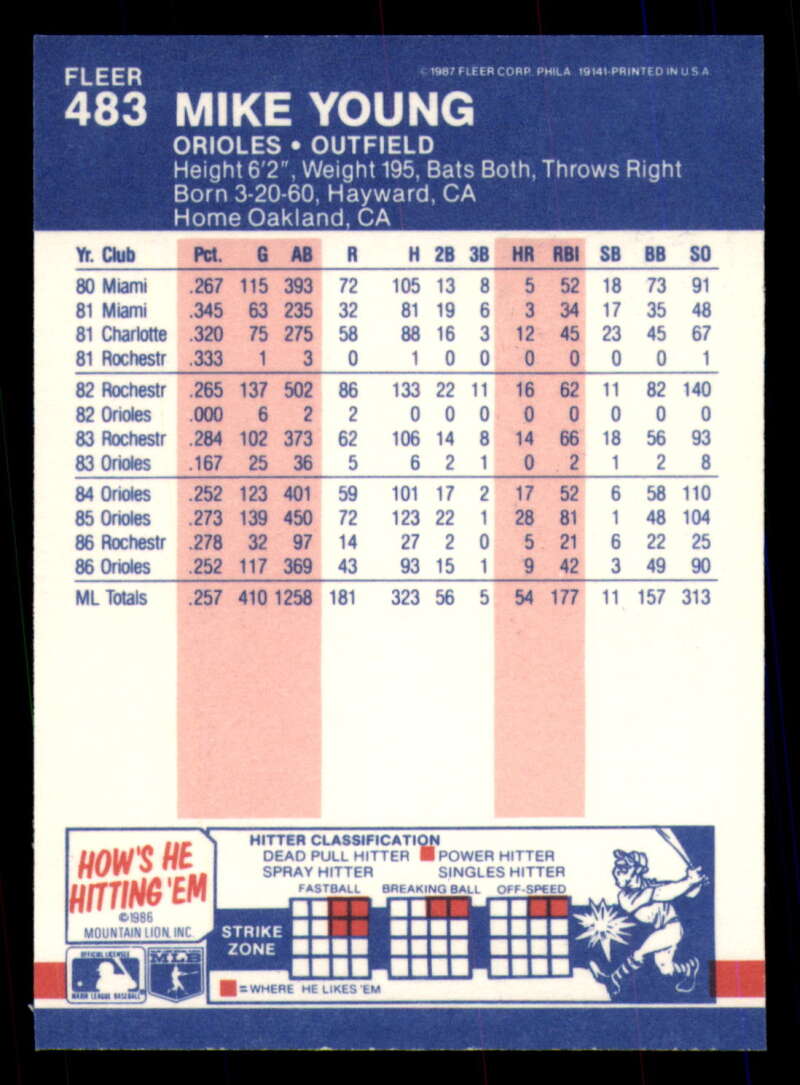 FLEER
483 MIKE YOUNG
© 1987 FLEER CORP. PHILA 19141-PRINTED IN U.S.A
ORIOLES • OUTFIELD
Height 6'2", Weight 195, Bats Both, Throws Right
Born 3-20-60, Hayward, CA
Home Oakland, CA
Yr. Club Pct. G AB R H 2B 3B HR RBI SB BB SO
80 Miami .267 115 393 72 105 13 8 5 52 18 73 91
81 Miami .345 63 235 32 81 19 6 3 34 17 35 48
81 Charlotte .320 75 275 58 88 16 3 12 45 23 45 67
81 Rochestr .333 1 3 0 1 0 0 0 0 0 0 1
82 Rochestr .265 137 502 86 133 22 11 16 62 11 82 140
82 Orioles .000 6 2 2 0 0 0 0 0 0 0 0
83 Rochestr .284 102 373 62 106 14 8 14 66 18 56 93
83 Orioles .167 25 36 5 6 2 1 0 2 1 2 8
84 Orioles .252 123 401 59 101 17 2 17 52 6 58 110
85 Orioles .273 139 450 72 123 22 1 28 81 1 48 104
86 Rochestr .278 32 97 14 27 2 0 5 21 6 22 25
86 Orioles .252 117 369 43 93 15 1 9 42 3 49 90
ML Totals .257 410 1258 181 323 56 5 54 177 11 157 313
HOW'S HE
HITTING 'EM
©1986
MOUNTAIN LION, INC.
OFFICIAL LICENSEE
MAJOR LEAGUE BASEBALL
MLB
HITTER CLASSIFICATION
DEAD PULL HITTER POWER HITTER
SPRAY HITTER SINGLES HITTER
FASTBALL BREAKING BALL OFF-SPEED
STRIKE
ZONE
= WHERE HE LIKES 'EM